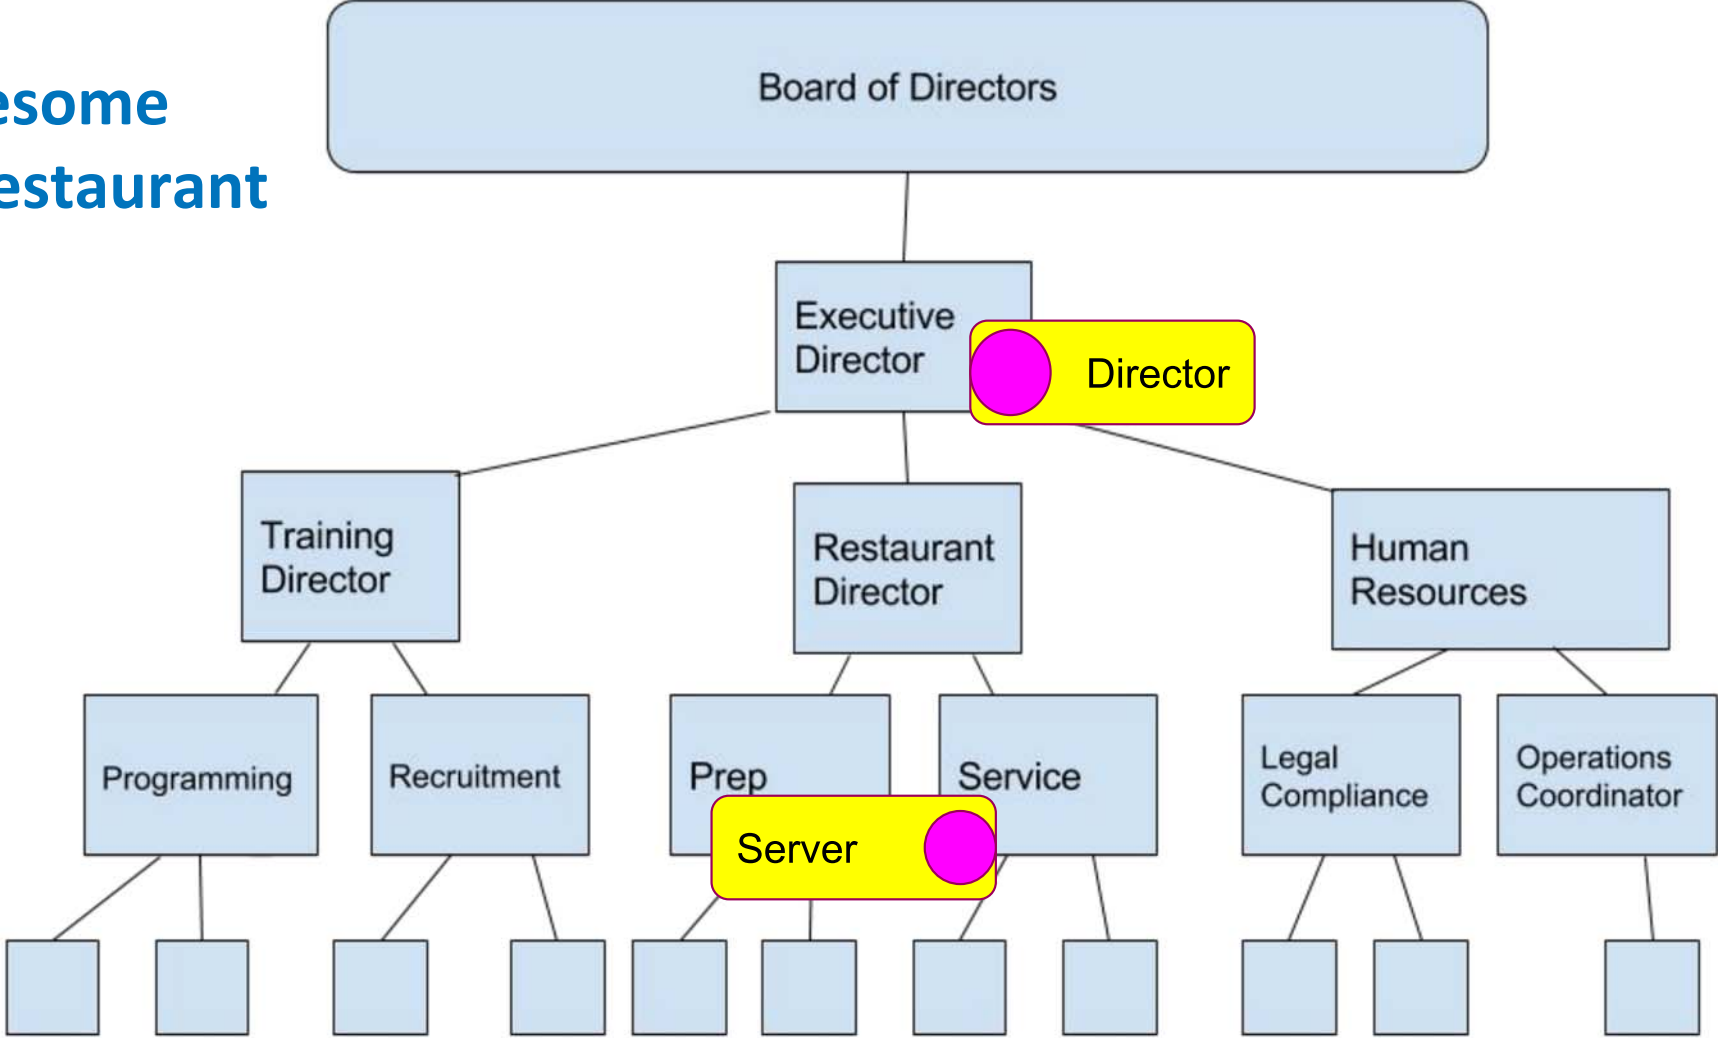 Board of Directors
esome
estaurant
Executive
Director
Director
Training
Director
Restaurant
Director
Human
Resources
Programming
Recruitment
Prep
Service
Legal
Compliance
Operations
Coordinator
Server